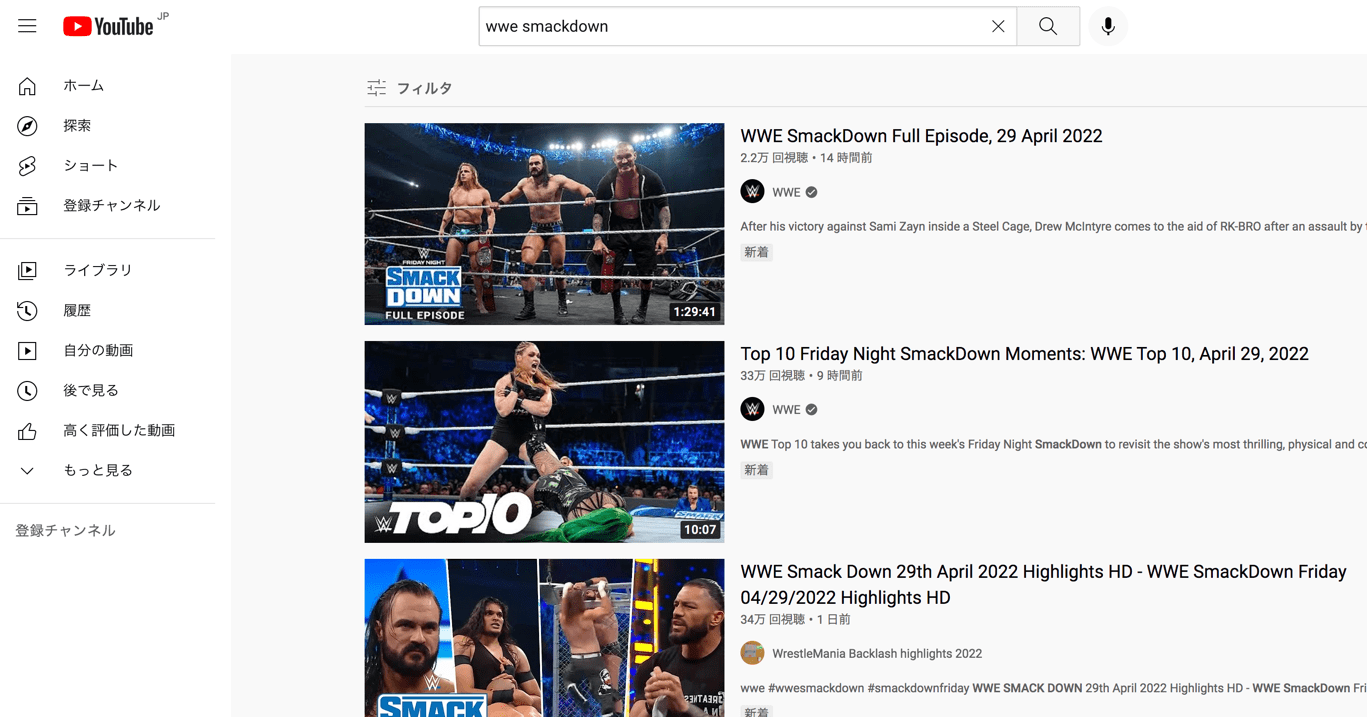 YouTube JP
wwe smackdown
ホーム
探索
ショート
登録チャンネル
ライブラリ
履歴
自分の動画
後で見る
高く評価した動画
もっと見る
登録チャンネル
フィルタ
FRIDAY NIGHT
SMACK
DOWN
FULL EPISODE
1:29:41
WWE SmackDown Full Episode, 29 April 2022
2.2万 回視聴・14 時間前
WWE
After his victory against Sami Zayn inside a Steel Cage, Drew McIntyre comes to the aid of RK-BRO after an assault by
新着
TOP10
10:07
Top 10 Friday Night SmackDown Moments: WWE Top 10, April 29, 2022
33万 回視聴・9 時間前
WWE
WWE Top 10 takes you back to this week's Friday Night SmackDown to revisit the show's most thrilling, physical and
新着
SMACK
WWE Smack Down 29th April 2022 Highlights HD - WWE SmackDown Friday
04/29/2022 Highlights HD
34万 回視聴・1 日前
WrestleMania Backlash highlights 2022
wwe #wwesmackdown #smackdownfriday WWE SMACK DOWN 29th April 2022 Highlights HD - WWE SmackDown
新着